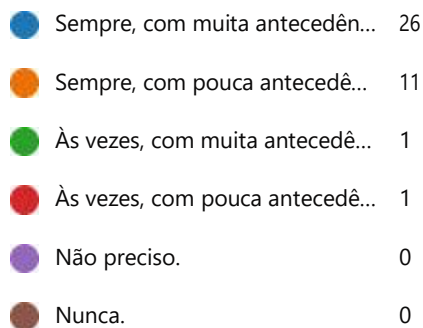 Sempre, com muita antecedên... 26
Sempre, com pouca antecedê... 11
Às vezes, com muita antecedê... 1
Às vezes, com pouca antecedê... 1
Não preciso. 0
Nunca. 0